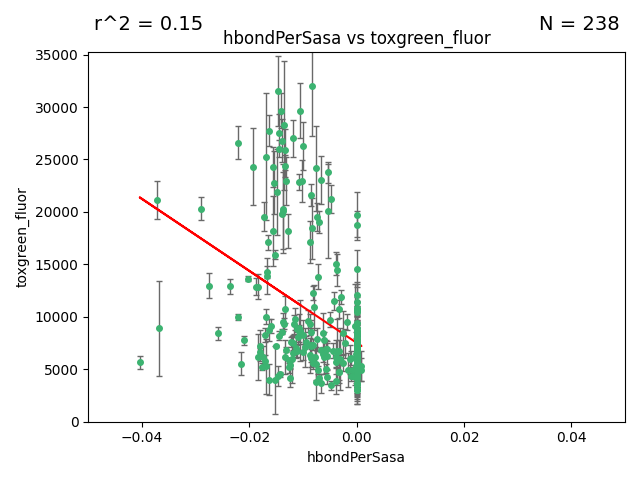 r^2 = 0.15
N = 238
hbondPerSasa vs toxgreen_fluor
35000
30000
25000
20000
15000
10000
5000
0
toxgreen_fluor
−0.04
−0.02
0.00
0.02
0.04
hbondPerSasa